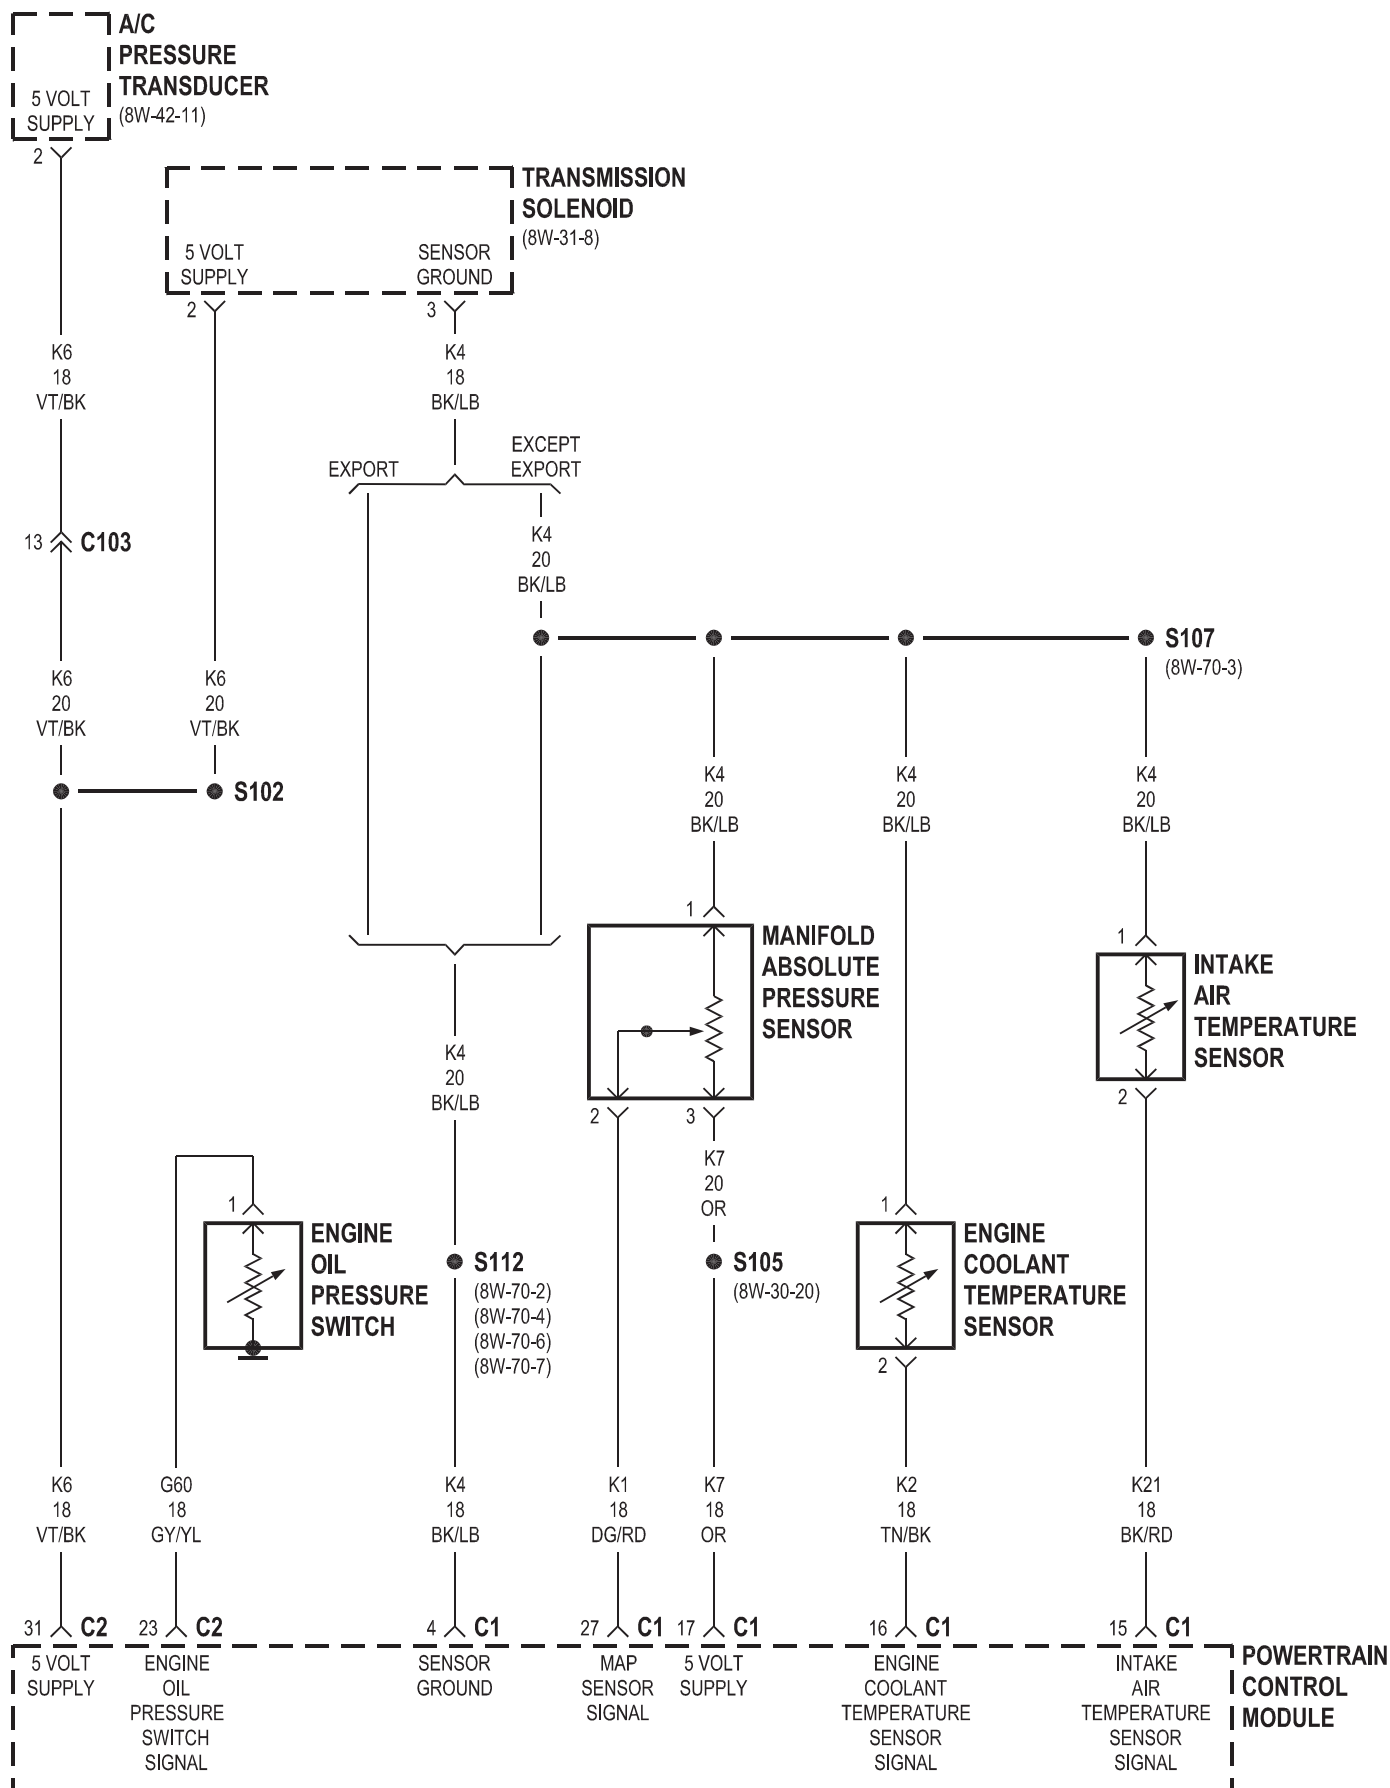 A/C
PRESSURE
TRANSDUCER
(8W-42-11)
5 VOLT
SUPPLY
2
TRANSMISSION
SOLENOID
(8W-31-8)
5 VOLT
SUPPLY
SENSOR
GROUND
2
3
K6
18
VT/BK
K4
18
BK/LB
EXPORT
EXCEPT
EXPORT
13
C103
K4
20
BK/LB
S107
(8W-70-3)
K6
20
VT/BK
K6
20
VT/BK
S102
K4
20
BK/LB
K4
20
BK/LB
K4
20
BK/LB
1
MANIFOLD
ABSOLUTE
PRESSURE
SENSOR
2
3
1
INTAKE
AIR
TEMPERATURE
SENSOR
2
K4
20
BK/LB
K7
20
OR
1
ENGINE
OIL
PRESSURE
SWITCH
S112
(8W-70-2)
(8W-70-4)
(8W-70-6)
(8W-70-7)
S105
(8W-30-20)
1
ENGINE
COOLANT
TEMPERATURE
SENSOR
2
K6
18
VT/BK
G60
18
GY/YL
K4
18
BK/LB
K1
18
DG/RD
K7
18
OR
K2
18
TN/BK
K21
18
BK/RD
31 C2
23 C2
4 C1
27 C1
17 C1
16 C1
15 C1
5 VOLT
SUPPLY
ENGINE
OIL
PRESSURE
SWITCH
SIGNAL
SENSOR
GROUND
MAP
SENSOR
SIGNAL
5 VOLT
SUPPLY
ENGINE
COOLANT
TEMPERATURE
SENSOR
SIGNAL
INTAKE
AIR
TEMPERATURE
SENSOR
SIGNAL
POWERTRAIN
CONTROL
MODULE